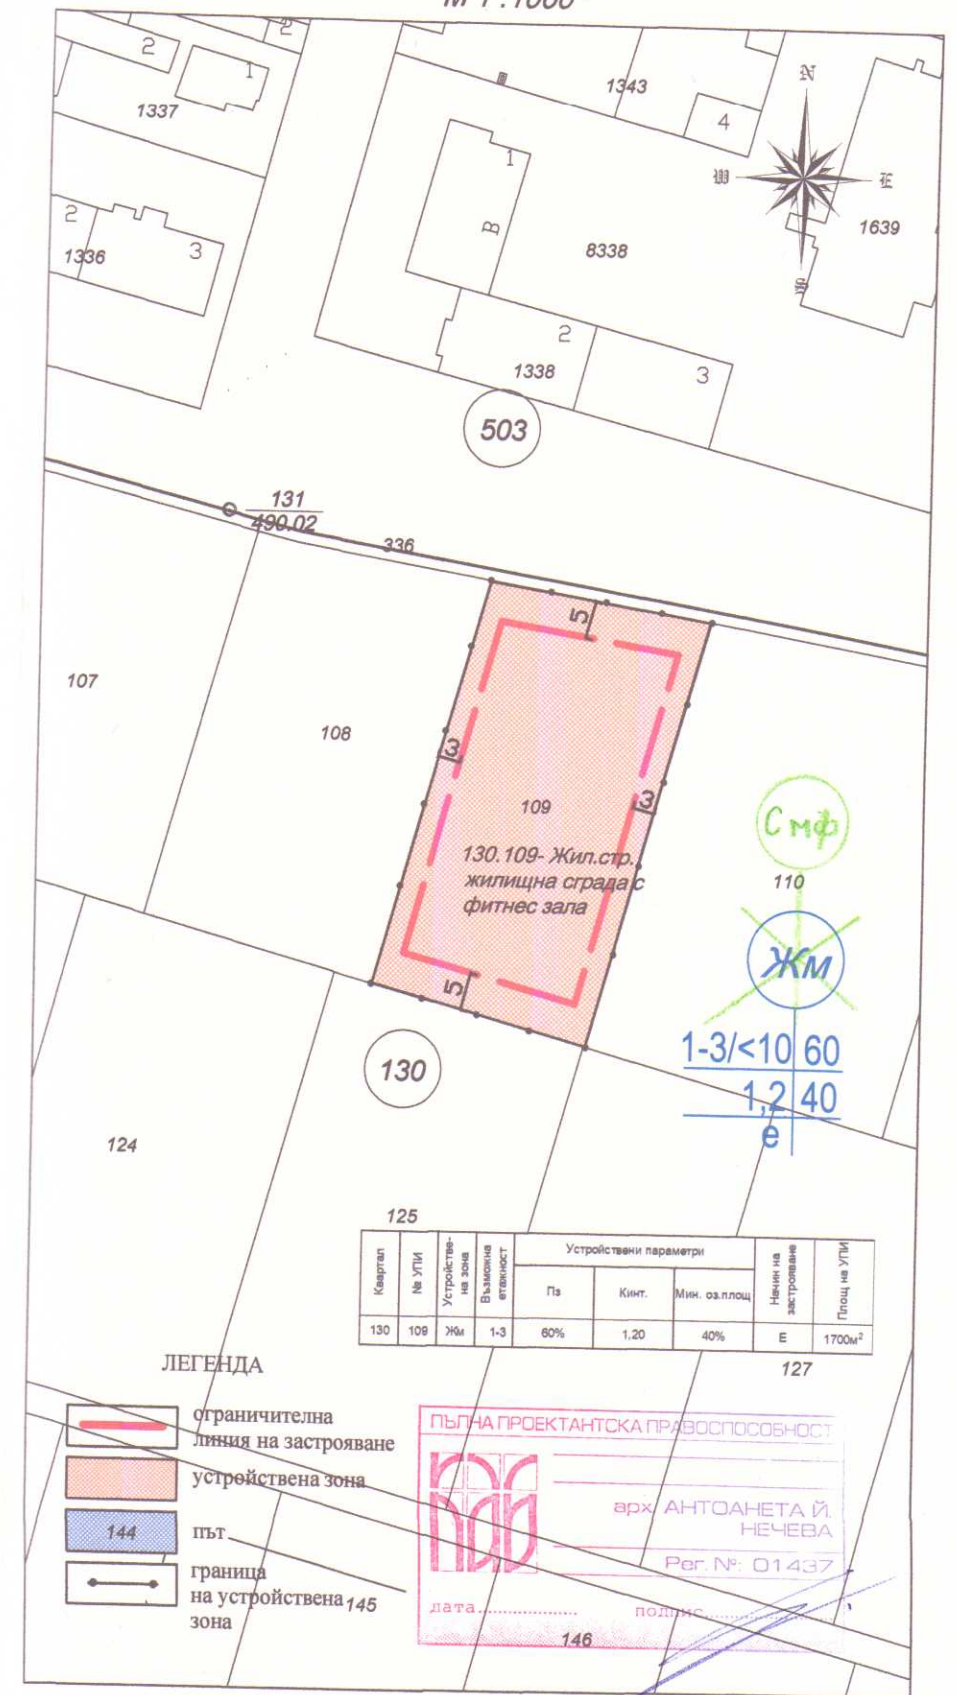 М 1:1000
2
2
1
1337
1343
4
N
W
E
S
1
В
8338
1639
2
3
1336
2
1338
3
503
131
490.02
336
5
107
108
3
3
109
130.109- Жил.стр.
жилищна сграда с
фитнес зала
Смф
110
Жм
5
130
1-3/<10 60
1,2 40
е
124
125
Квартал № УПИ Устройстве-на зона Възможна етажност Устройствени параметри Начин на застрояване Площ на УПИ
Пз Кинт. Мин. оз.площ
130 109 Жм 1-3 60% 1,20 40% Е 1700м²
127
ЛЕГЕНДА
ограничителна
линия на застрояване
устройствена зона
144 път
граница
на устройствена
зона
145
ПЪЛНА ПРОЕКТАНТСКА ПРАВОСПОСОБНОСТ
арх. АНТОАНЕТА Й.
НЕЧЕВА
Рег. №: 01437
дата................. подпис.................
146